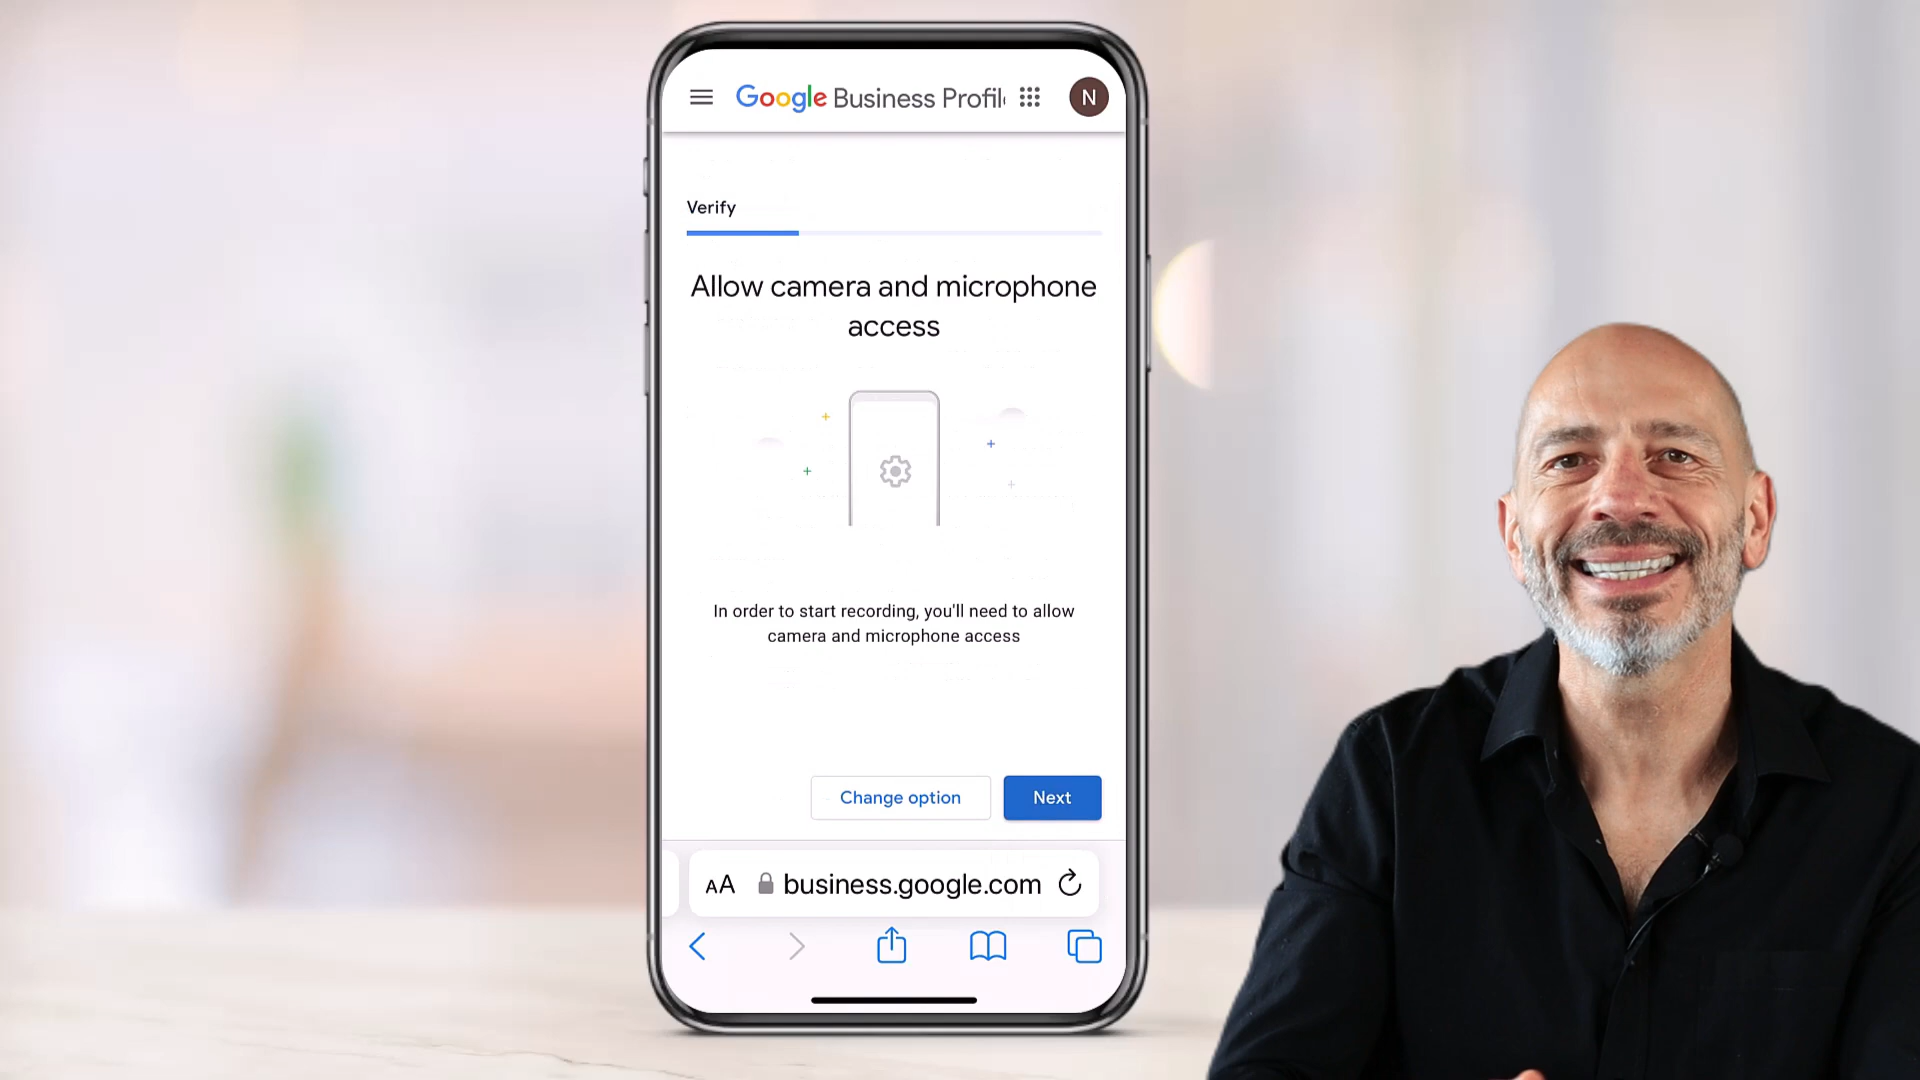 Google Business Profil
N
Verify
Allow camera and microphone
access
In order to start recording, you'll need to allow
camera and microphone access
Change option
Next
AA business.google.com